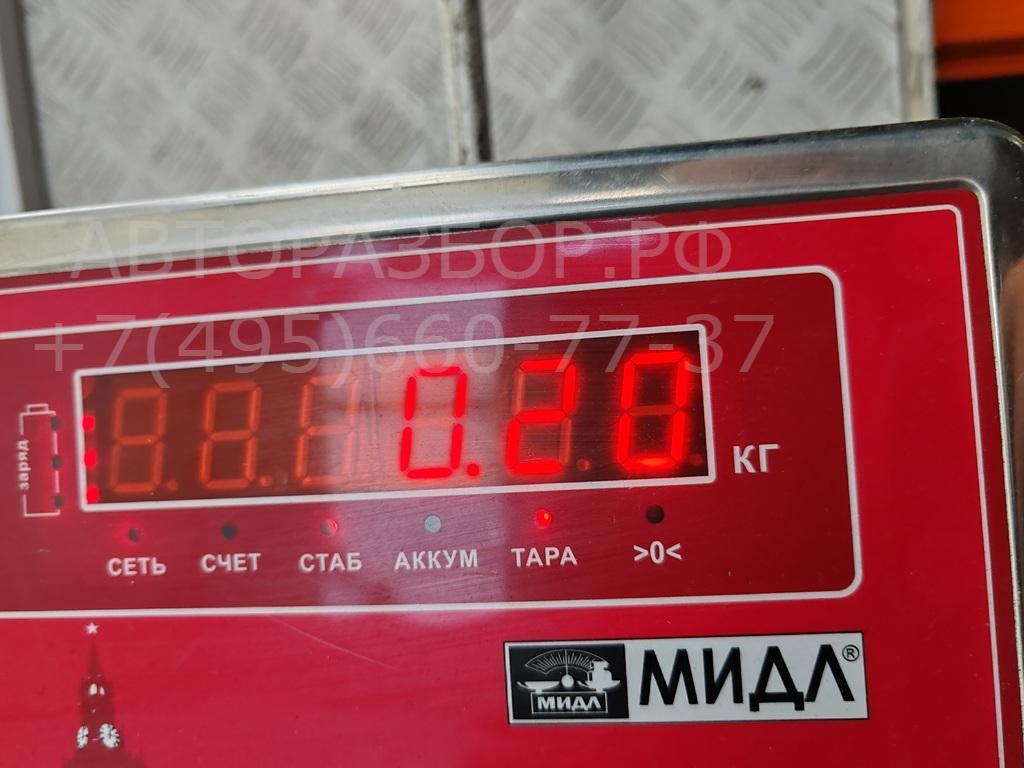 АВТОРАЗБОР.РФ
+7(495)660-77-37
0.20
кг
заряд
СЕТЬ СЧЕТ СТАБ АККУМ ТАРА >0<
МИДЛ МИДЛ®